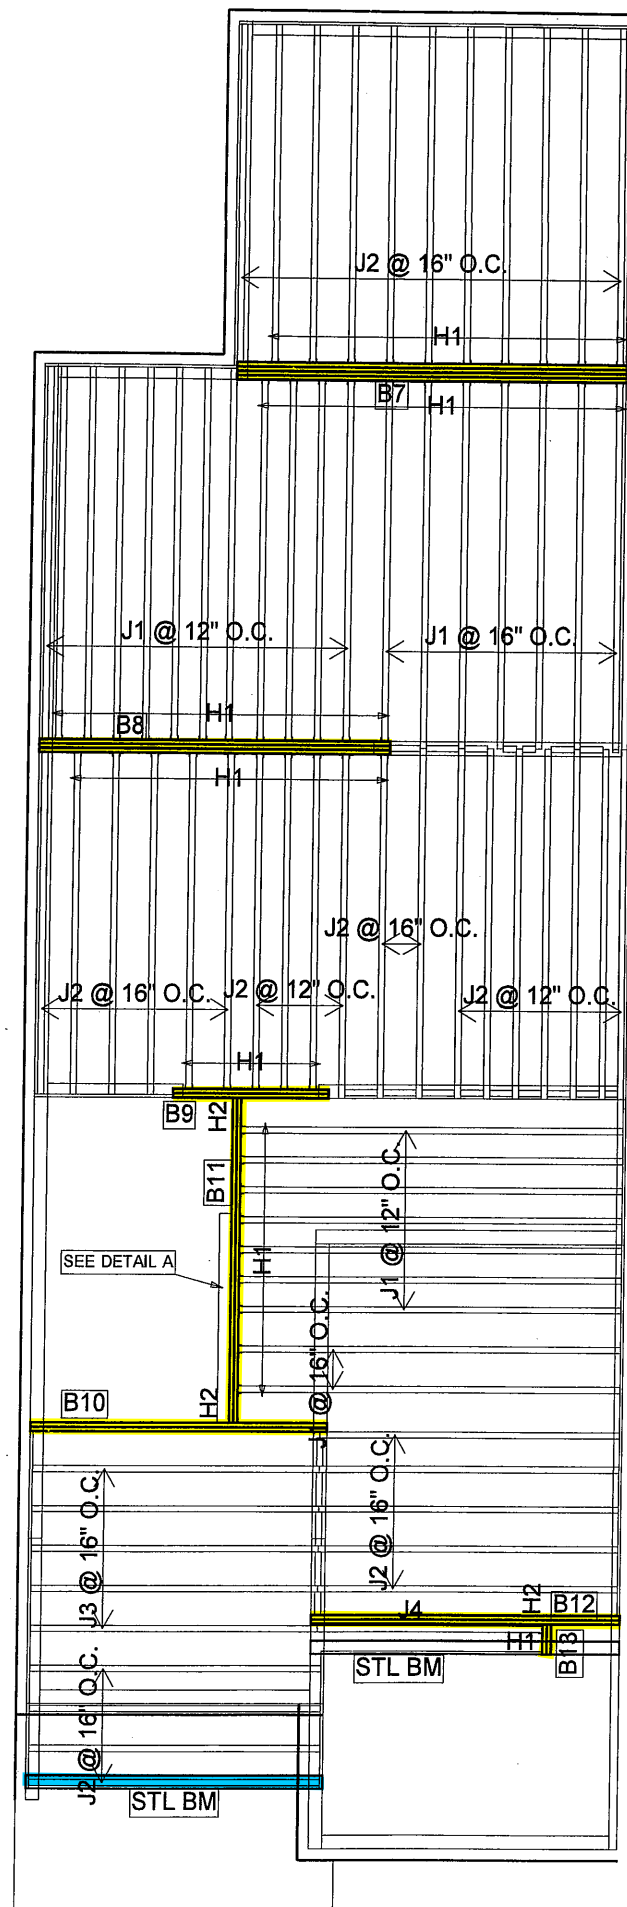 J2 @ 16" O.C.
H1
B7
H1
J1 @ 12" O.C.
J1 @ 16" O.C.
H1
B8
H1
J2 @ 16" O.C.
J2 @ 16" O.C.
J2 @ 12" O.C.
J2 @ 12" O.C.
H1
B9
H2
B11
J1 @ 12" O.C.
H1
SEE DETAIL A
@ 16" O.C.
H2
B10
J3 @ 16" O.C.
J2 @ 16" O.C.
J4
H2
B12
H1
B13
STL BM
J2 @ 16" O.C.
STL BM